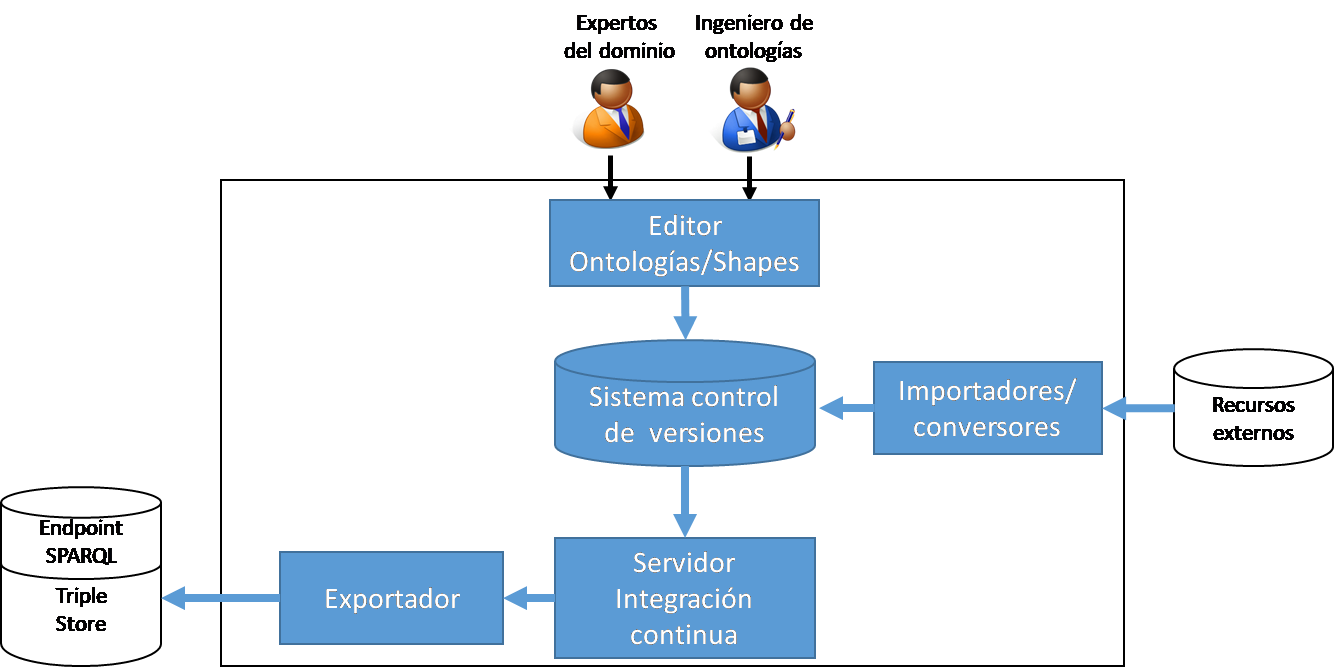 Expertos
del dominio
Ingeniero de
ontologías
Editor
Ontologías/Shapes
Sistema control
de versiones
Importadores/
conversores
Recursos
externos
Endpoint
SPARQL
Triple
Store
Exportador
Servidor
Integración
continua